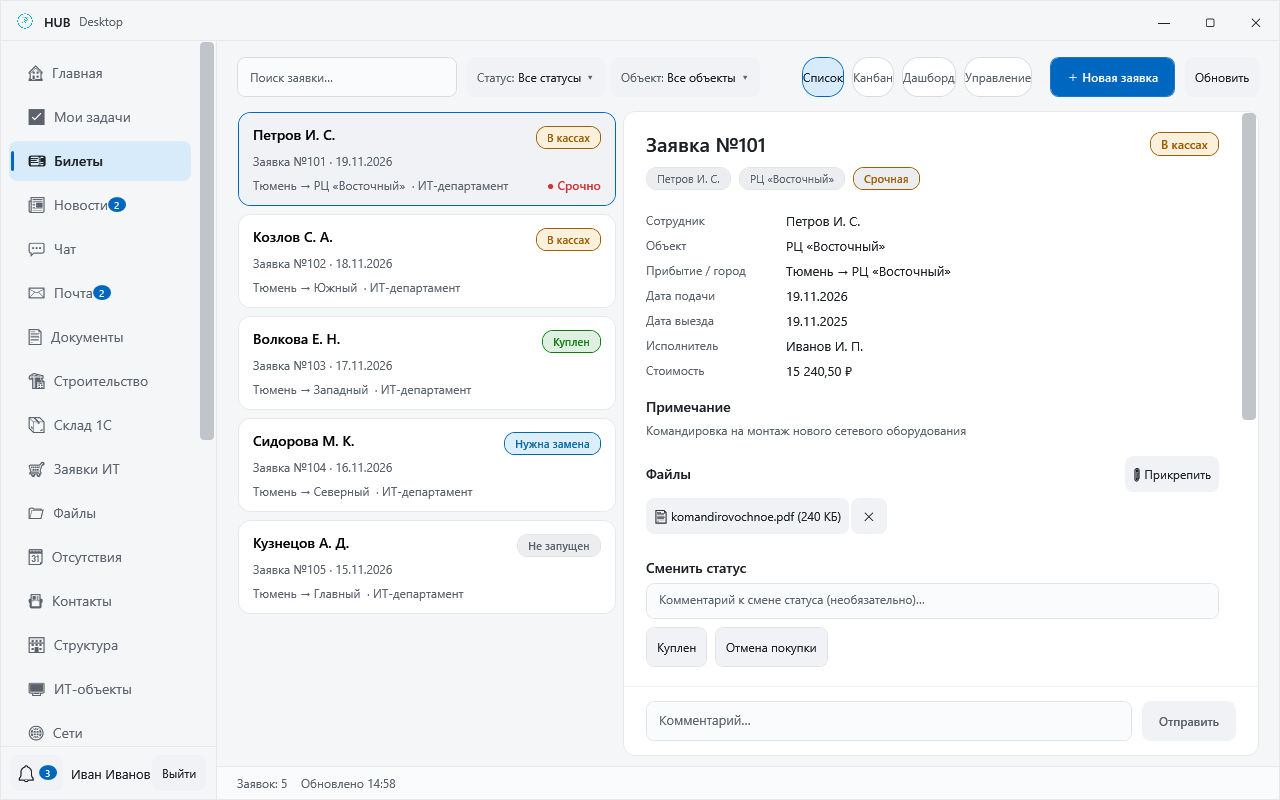 HUB Desktop
Главная
Мои задачи
Билеты
Новости 2
Чат
Почта 2
Документы
Строительство
Склад 1С
Заявки ИТ
Файлы
31 Отсутствия
Контакты
Структура
ИТ-объекты
Сети
3 Иван Иванов Выйти
Поиск заявки... Статус: Все статусы ▾ Объект: Все объекты ▾ Список Канбан Дашборд Управление + Новая заявка Обновить
Петров И. С. В кассах
Заявка №101 · 19.11.2026
Тюмень → РЦ «Восточный» · ИТ-департамент ● Срочно
Козлов С. А. В кассах
Заявка №102 · 18.11.2026
Тюмень → Южный · ИТ-департамент
Волкова Е. Н. Куплен
Заявка №103 · 17.11.2026
Тюмень → Западный · ИТ-департамент
Сидорова М. К. Нужна замена
Заявка №104 · 16.11.2026
Тюмень → Северный · ИТ-департамент
Кузнецов А. Д. Не запущен
Заявка №105 · 15.11.2026
Тюмень → Главный · ИТ-департамент
Заявка №101 В кассах
Петров И. С. РЦ «Восточный» Срочная
Сотрудник Петров И. С.
Объект РЦ «Восточный»
Прибытие / город Тюмень → РЦ «Восточный»
Дата подачи 19.11.2026
Дата выезда 19.11.2025
Исполнитель Иванов И. П.
Стоимость 15 240,50 ₽
Примечание
Командировка на монтаж нового сетевого оборудования
Файлы Прикрепить
komandirovochnoe.pdf (240 КБ)
Сменить статус
Комментарий к смене статуса (необязательно)...
Куплен Отмена покупки
Комментарий... Отправить
Заявок: 5 Обновлено 14:58